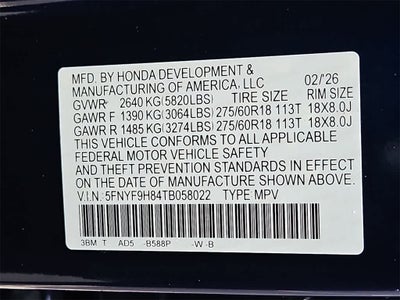 MFD. BY HONDA DEVELOPMENT &
MANUFACTURING OF AMERICA, LLC 02/26
GVWR 2640 KG (5820LBS) TIRE SIZE RIM SIZE
GAWR F 1390 KG (3064LBS) 275/60R18 113T 18X8.0J
GAWR R 1485 KG (3274LBS) 275/60R18 113T 18X8.0J
THIS VEHICLE CONFORMS TO ALL APPLICABLE
FEDERAL MOTOR VEHICLE SAFETY
AND THEFT PREVENTION STANDARDS IN EFFECT
ON THE DATE OF MANUFACTURE SHOWN ABOVE.
V.I.N.:5FNYF9H84TB058022 TYPE MPV
3BM T AD5 -B588P -W -B